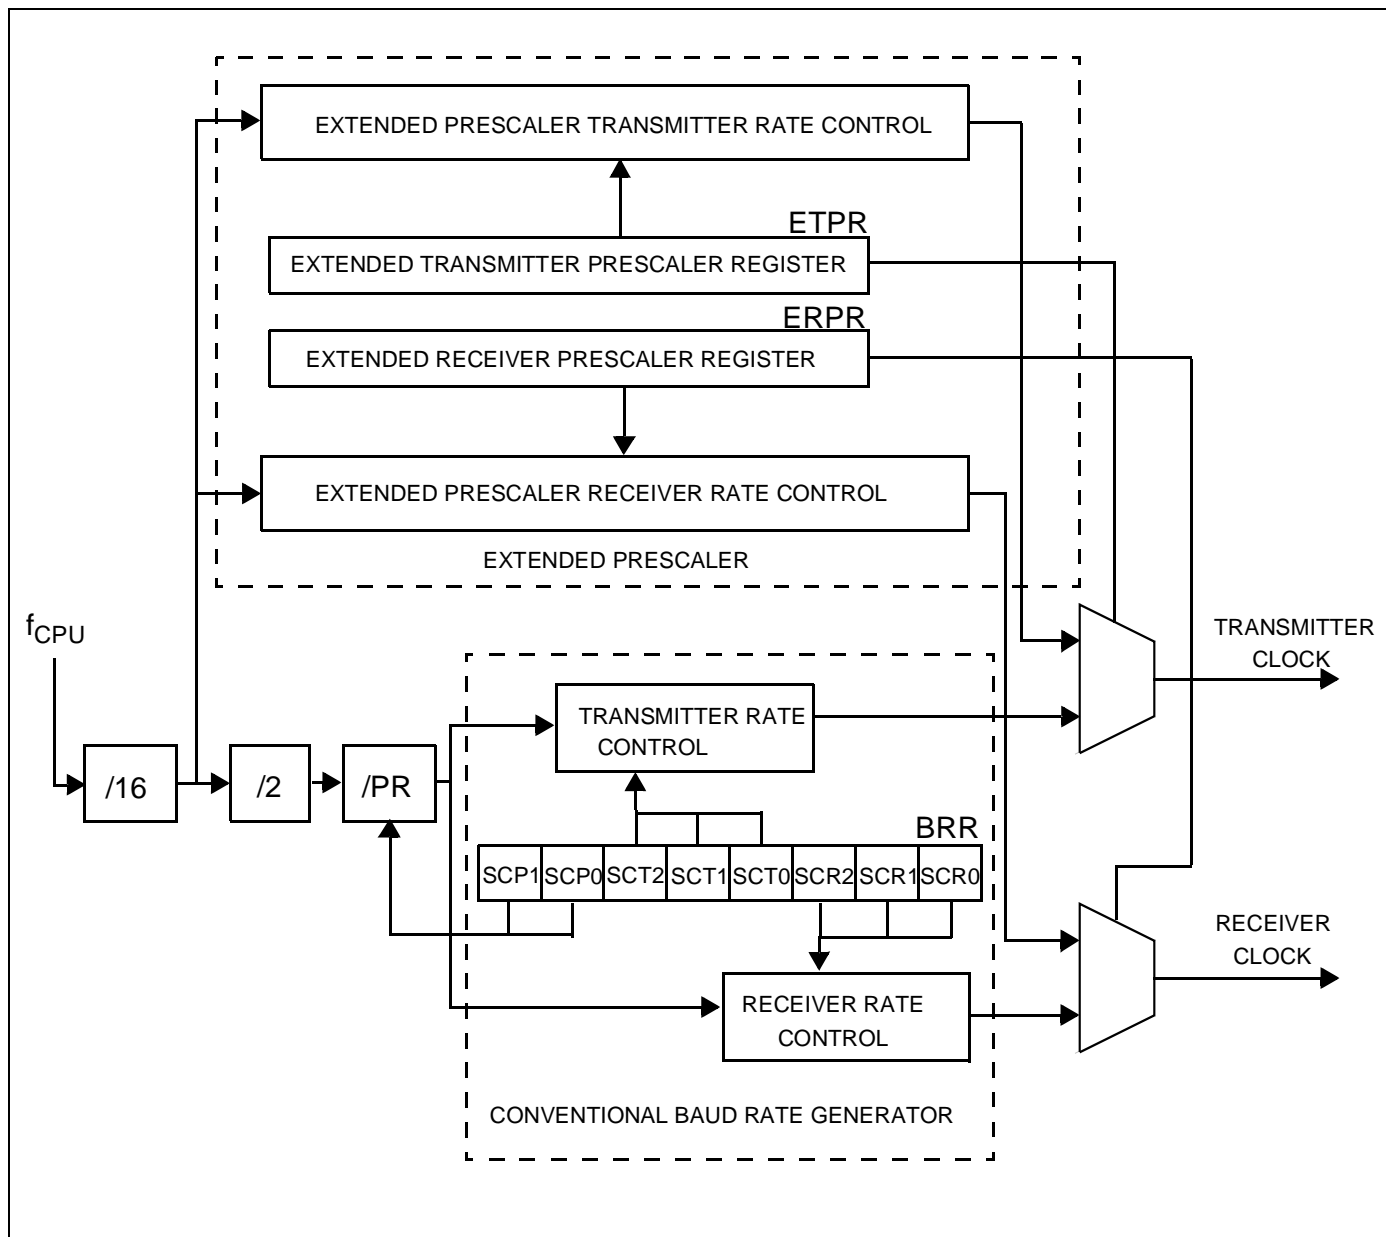 EXTENDED PRESCALER TRANSMITTER RATE CONTROL
ETPR
EXTENDED TRANSMITTER PRESCALER REGISTER
ERPR
EXTENDED RECEIVER PRESCALER REGISTER
EXTENDED PRESCALER RECEIVER RATE CONTROL
EXTENDED PRESCALER
fCPU
TRANSMITTER
CLOCK
TRANSMITTER RATE
CONTROL
/16
/2
/PR
BRR
SCP1 SCP0 SCT2 SCT1 SCT0 SCR2 SCR1 SCR0
RECEIVER
CLOCK
RECEIVER RATE
CONTROL
CONVENTIONAL BAUD RATE GENERATOR